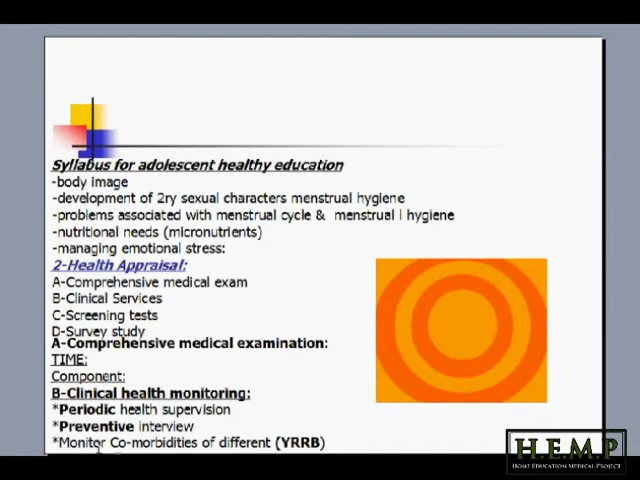 Syllabus for adolescent healthy education
-body image
-development of 2ry sexual characters menstrual hygiene
-problems associated with menstrual cycle & menstrual l hygiene
-nutritional needs (micronutrients)
-managing emotional stress:
2-Health Appraisal:
A-Comprehensive medical exam
B-Clinical Services
C-Screening tests
D-Survey study
A-Comprehensive medical examination:
TIME:
Component:
B-Clinical health monitoring:
*Periodic health supervision
*Preventive interview
*Monitor Co-morbidities of different (YRRB)
H.E.M.P
HOME EDUCATION MEDICAL PROJECT